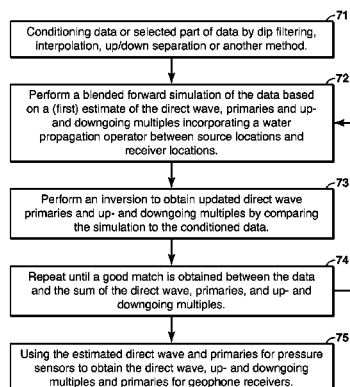 71
Conditioning data or selected part of data by dip filtering,
interpolation, up/down separation or another method.
72
Perform a blended forward simulation of the data based
on a (first) estimate of the direct wave, primaries and up-
and downgoing multiples incorporating a water
propagation operator between source locations and
receiver locations.
73
Perform an inversion to obtain updated direct wave
primaries and up- and downgoing multiples by comparing
the simulation to the conditioned data.
74
Repeat until a good match is obtained between the data
and the sum of the direct wave, primaries, and up- and
downgoing multiples.
75
Using the estimated direct wave and primaries for pressure
sensors to obtain the direct wave, up- and downgoing
multiples and primaries for geophone receivers.